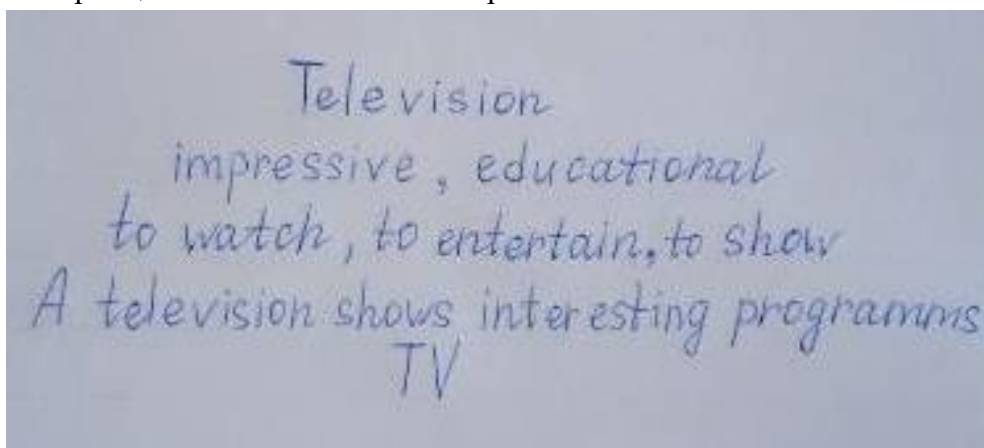 Television
impressive, educational
to watch, to entertain, to show
A television shows interesting programms
TV